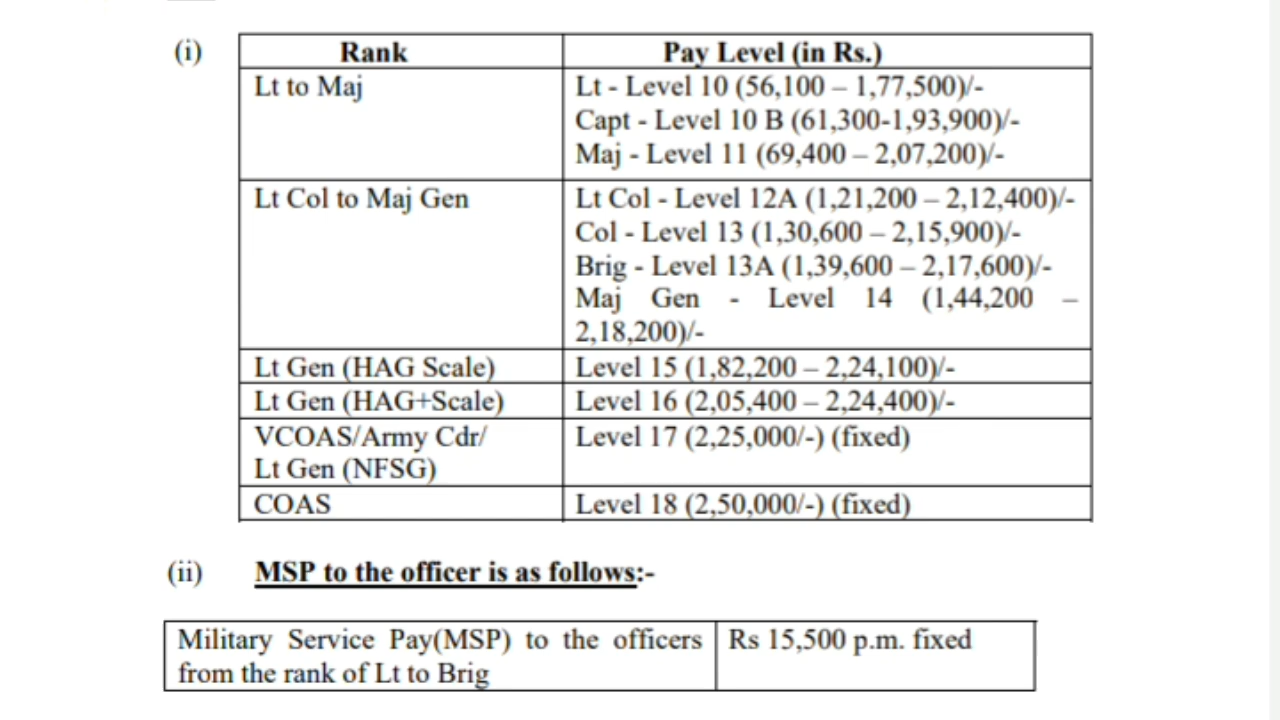 (i) Rank Pay Level (in Rs.)
Lt to Maj Lt - Level 10 (56,100 – 1,77,500)/-
Capt - Level 10 B (61,300-1,93,900)/-
Maj - Level 11 (69,400 – 2,07,200)/-
Lt Col to Maj Gen Lt Col - Level 12A (1,21,200 – 2,12,400)/-
Col - Level 13 (1,30,600 – 2,15,900)/-
Brig - Level 13A (1,39,600 – 2,17,600)/-
Maj Gen - Level 14 (1,44,200 –
2,18,200)/-
Lt Gen (HAG Scale) Level 15 (1,82,200 – 2,24,100)/-
Lt Gen (HAG+Scale) Level 16 (2,05,400 – 2,24,400)/-
VCOAS/Army Cdr/ Level 17 (2,25,000/-) (fixed)
Lt Gen (NFSG)
COAS Level 18 (2,50,000/-) (fixed)
(ii) MSP to the officer is as follows:-
Military Service Pay(MSP) to the officers Rs 15,500 p.m. fixed
from the rank of Lt to Brig